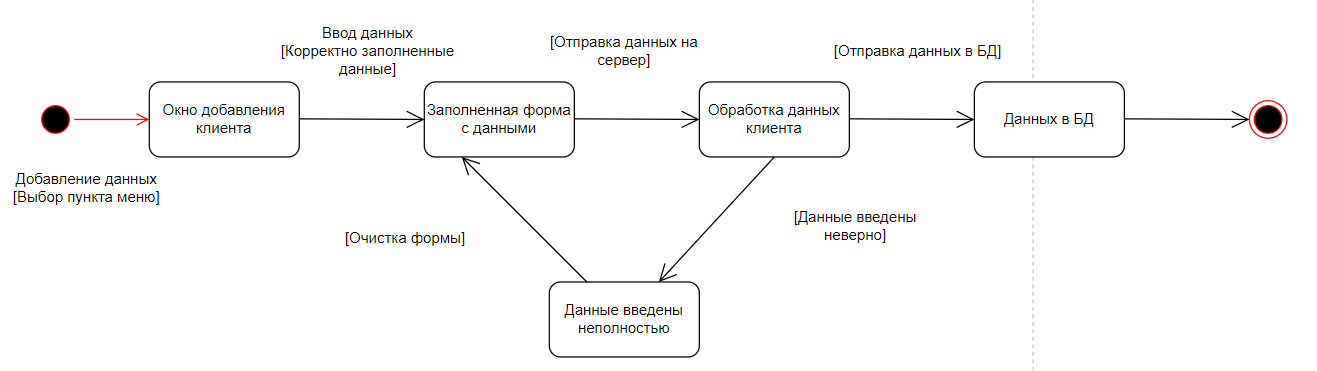 Ввод данных
[Корректно заполненные
данные]
[Отправка данных на
сервер]
[Отправка данных в БД]
Окно добавления
клиента
Заполненная форма
с данными
Обработка данных
клиента
Данных в БД
Добавление данных
[Выбор пункта меню]
[Очистка формы]
[Данные введены
неверно]
Данные введены
неполностью